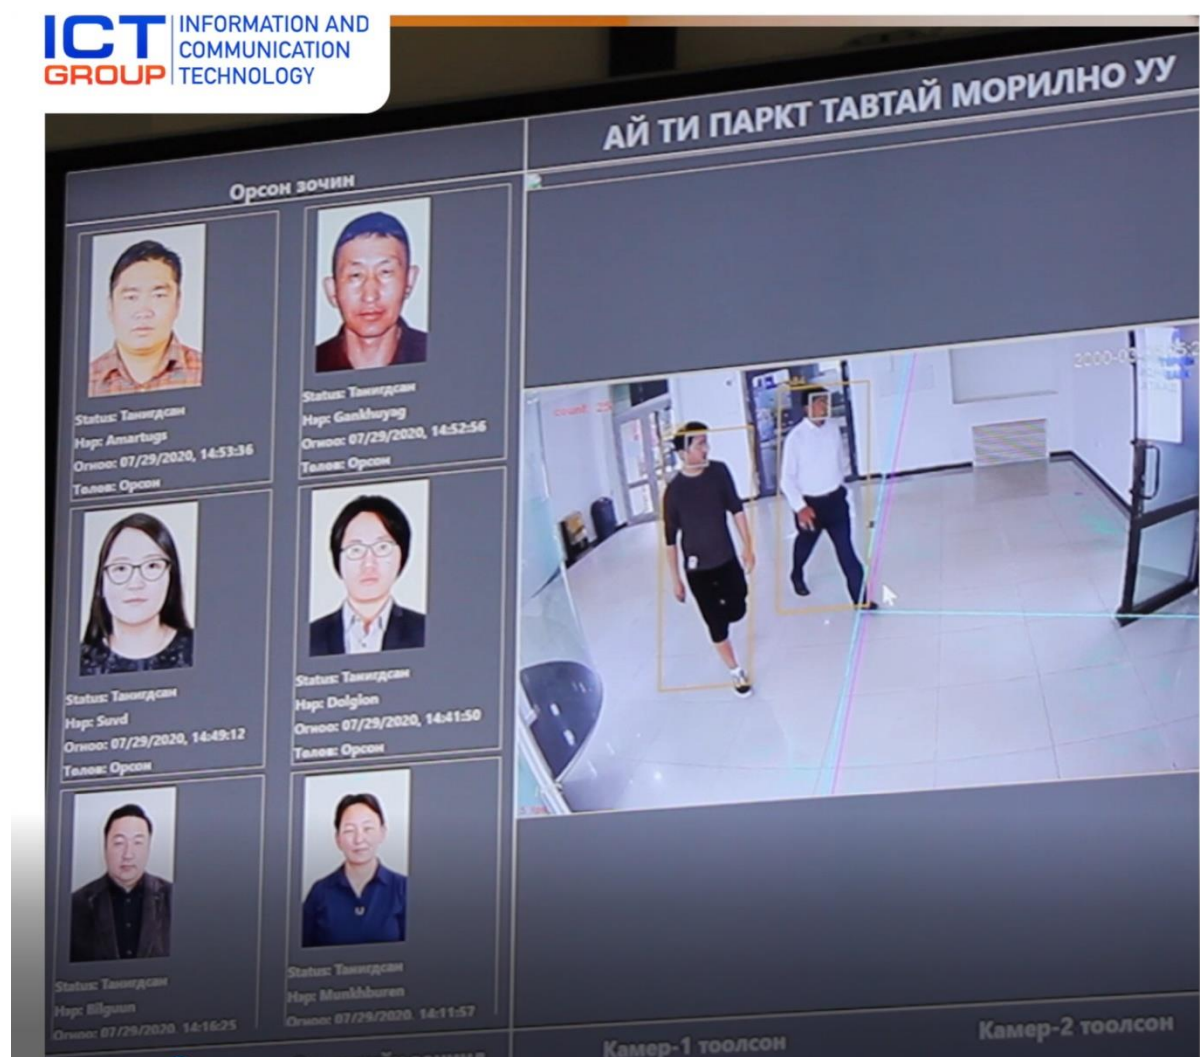 ICT
GROUP
INFORMATION AND
COMMUNICATION
TECHNOLOGY
АЙ ТИ ПАРКТ ТАВТАЙ МОРИЛНО УУ
Орсон зочин
Status: Танигдсан
Нэр: Amartugs
Огноо: 07/29/2020, 14:53:36
Төлөв: Орсон
Status: Танигдсан
Нэр: Gankhuyag
Огноо: 07/29/2020, 14:52:56
Төлөв: Орсон
Status: Танигдсан
Нэр: Suvd
Огноо: 07/29/2020, 14:49:12
Төлөв: Орсон
Status: Танигдсан
Нэр: Dolgion
Огноо: 07/29/2020, 14:41:50
Төлөв: Орсон
Status: Танигдсан
Нэр: Bilguun
Огноо: 07/29/2020, 14:16:25
Status: Танигдсан
Нэр: Munkhburen
Огноо: 07/29/2020, 14:11:57
Камер-1 тоолсон
Камер-2 тоолсон